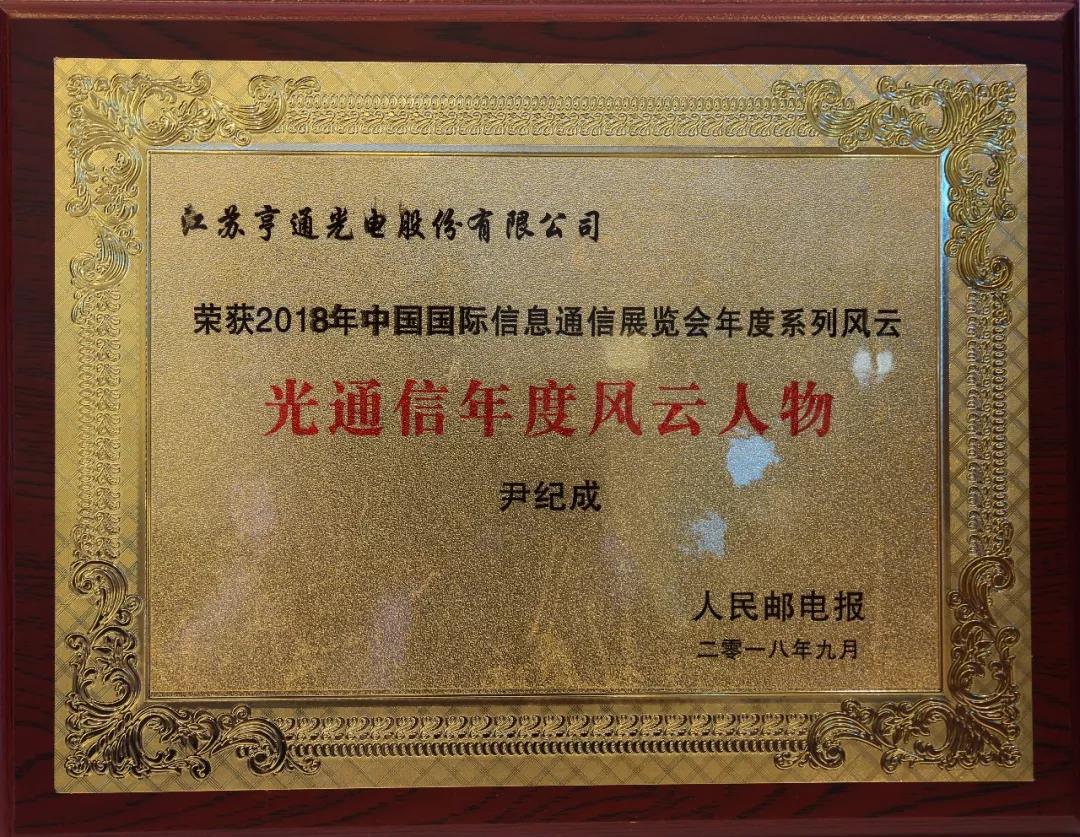 江苏亨通光电股份有限公司
荣获2018年中国国际信息通信展览会年度系列风云
光通信年度风云人物
尹纪成
人民邮电报
二零一八年九月